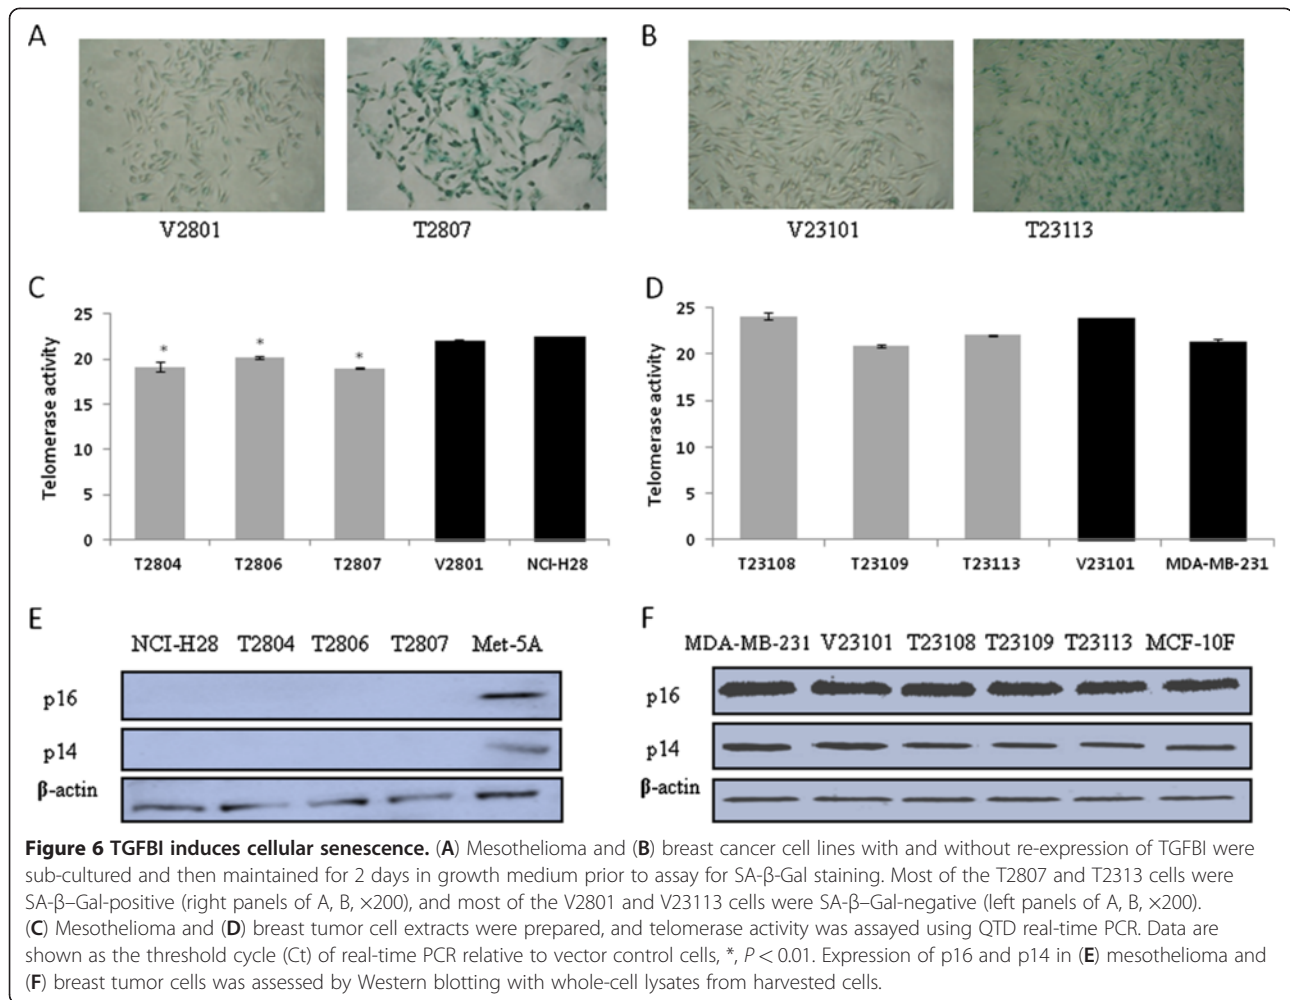 A
B
V2801
T2807
V23101
T23113
C
D
25
20
15
10
5
0
Telomerase activity
* * *
T2804 T2806 T2807 V2801 NCI-H28
25
20
15
10
5
0
Telomerase activity
T23108 T23109 T23113 V23101 MDA-MB-231
E
NCI-H28 T2804 T2806 T2807 Met-5A
p16
p14
β-actin
F
MDA-MB-231 V23101 T23108 T23109 T23113 MCF-10F
p16
p14
β-actin
Figure 6 TGFBI induces cellular senescence. (A) Mesothelioma and (B) breast cancer cell lines with and without re-expression of TGFBI were
sub-cultured and then maintained for 2 days in growth medium prior to assay for SA-β-Gal staining. Most of the T2807 and T2313 cells were
SA-β–Gal-positive (right panels of A, B, ×200), and most of the V2801 and V23113 cells were SA-β–Gal-negative (left panels of A, B, ×200).
(C) Mesothelioma and (D) breast tumor cell extracts were prepared, and telomerase activity was assayed using QTD real-time PCR. Data are
shown as the threshold cycle (Ct) of real-time PCR relative to vector control cells, *, P < 0.01. Expression of p16 and p14 in (E) mesothelioma and
(F) breast tumor cells was assessed by Western blotting with whole-cell lysates from harvested cells.